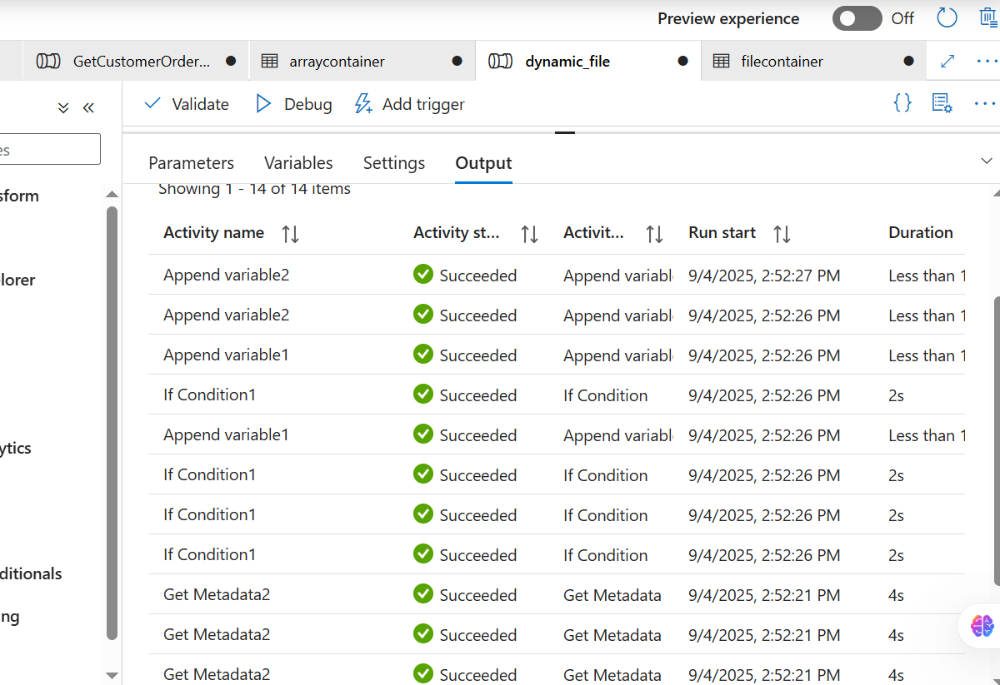 Preview experience Off
GetCustomerOrder... arraycontainer dynamic_file filecontainer
Validate Debug Add trigger {}
es
sform
lorer
ytics
ditionals
ng
Parameters Variables Settings Output
Showing 1 - 14 of 14 items
Activity name Activity st... Activit... Run start Duration
Append variable2 Succeeded Append variabl 9/4/2025, 2:52:27 PM Less than 1
Append variable2 Succeeded Append variabl 9/4/2025, 2:52:26 PM Less than 1
Append variable1 Succeeded Append variabl 9/4/2025, 2:52:26 PM Less than 1
If Condition1 Succeeded If Condition 9/4/2025, 2:52:26 PM 2s
Append variable1 Succeeded Append variabl 9/4/2025, 2:52:26 PM Less than 1
If Condition1 Succeeded If Condition 9/4/2025, 2:52:26 PM 2s
If Condition1 Succeeded If Condition 9/4/2025, 2:52:26 PM 2s
If Condition1 Succeeded If Condition 9/4/2025, 2:52:26 PM 2s
Get Metadata2 Succeeded Get Metadata 9/4/2025, 2:52:21 PM 4s
Get Metadata2 Succeeded Get Metadata 9/4/2025, 2:52:21 PM 4s
Get Metadata2 Succeeded Get Metadata 9/4/2025, 2:52:21 PM 4s